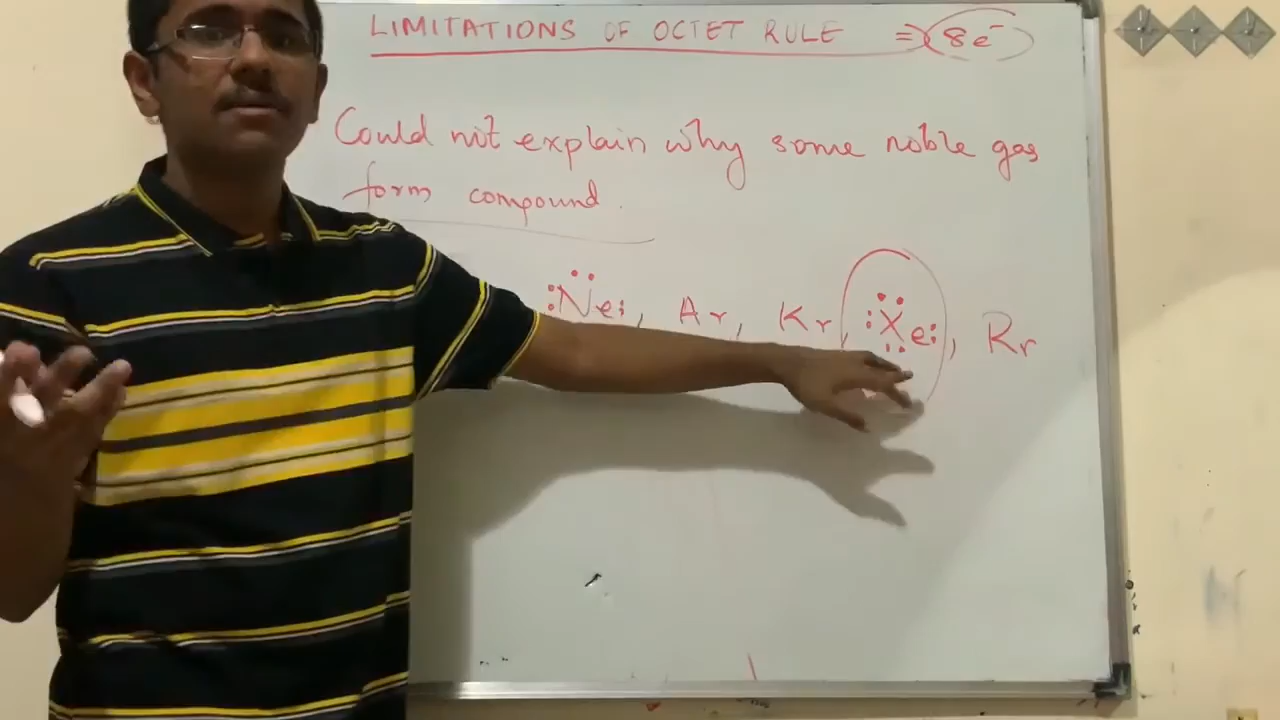 LIMITATIONS OF OCTET RULE ⇒ 8e⁻
Could not explain why some noble gas
form compound.
Ne, Ar, Kr, Xe, Rr